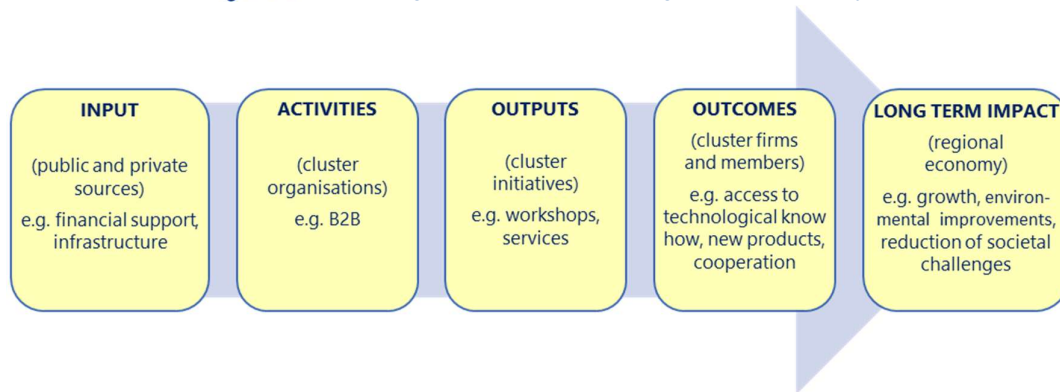 INPUT
(public and private
sources)
e.g. financial support,
infrastructure
ACTIVITIES
(cluster
organisations)
e.g. B2B
OUTPUTS
(cluster
initiatives)
e.g. workshops,
services
OUTCOMES
(cluster firms
and members)
e.g. access to
technological know
how, new products,
cooperation
LONG TERM IMPACT
(regional
economy)
e.g. growth, environ-
mental improvements,
reduction of societal
challenges